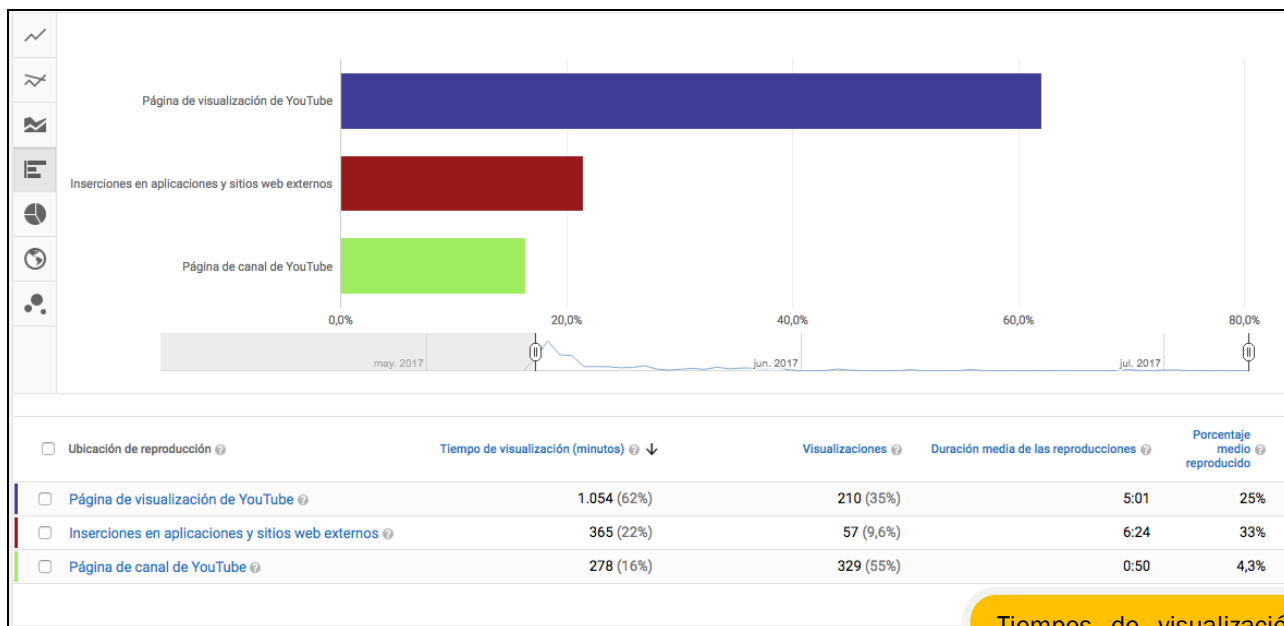 Página de visualización de YouTube
Inserciones en aplicaciones y sitios web externos
Página de canal de YouTube
0,0% 20,0% 40,0% 60,0% 80,0%
may. 2017 jun. 2017 jul. 2017
Ubicación de reproducción ? Tiempo de visualización (minutos) ? Visualizaciones ? Duración media de las reproducciones ? Porcentaje
medio ?
reproducido
Página de visualización de YouTube ? 1.054 (62%) 210 (35%) 5:01 25%
Inserciones en aplicaciones y sitios web externos ? 365 (22%) 57 (9,6%) 6:24 33%
Página de canal de YouTube ? 278 (16%) 329 (55%) 0:50 4,3%
Tiempos de